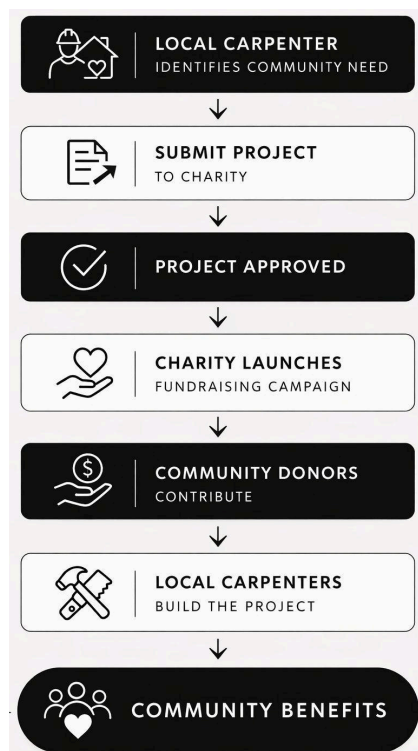 LOCAL CARPENTER
IDENTIFIES COMMUNITY NEED
SUBMIT PROJECT
TO CHARITY
PROJECT APPROVED
CHARITY LAUNCHES
FUNDRAISING CAMPAIGN
$
COMMUNITY DONORS
CONTRIBUTE
LOCAL CARPENTERS
BUILD THE PROJECT
COMMUNITY BENEFITS